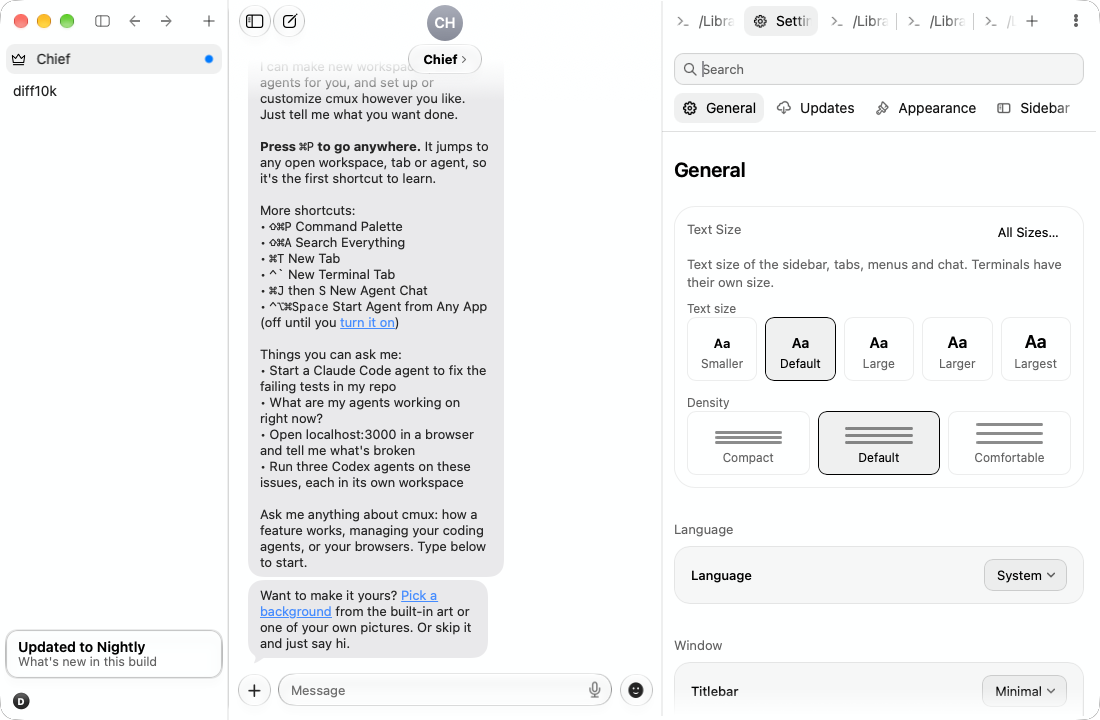 Chief
diff10k
Updated to Nightly
What's new in this build
D
CH
Chief
I can make new
agents for you, and set up or
customize cmux however you like.
Just tell me what you want done.
Press ⌘P to go anywhere. It jumps to
any open workspace, tab or agent, so
it's the first shortcut to learn.
More shortcuts:
• ⇧⌘P Command Palette
• ⇧⌘A Search Everything
• ⌘T New Tab
• ^` New Terminal Tab
• ⌘J then S New Agent Chat
• ^⌥⌘Space Start Agent from Any App
(off until you turn it on)
Things you can ask me:
• Start a Claude Code agent to fix the
failing tests in my repo
• What are my agents working on
right now?
• Open localhost:3000 in a browser
and tell me what's broken
• Run three Codex agents on these
issues, each in its own workspace
Ask me anything about cmux: how a
feature works, managing your coding
agents, or your browsers. Type below
to start.
Want to make it yours? Pick a
background from the built-in art or
one of your own pictures. Or skip it
and just say hi.
Message
/Libra Settin /Libra /Libra
Search
General Updates Appearance Sidebar
General
Text Size
All Sizes...
Text size of the sidebar, tabs, menus and chat. Terminals have
their own size.
Text size
Aa Aa Aa Aa Aa
Smaller Default Large Larger Largest
Density
Compact Default Comfortable
Language
Language System
Window
Titlebar Minimal